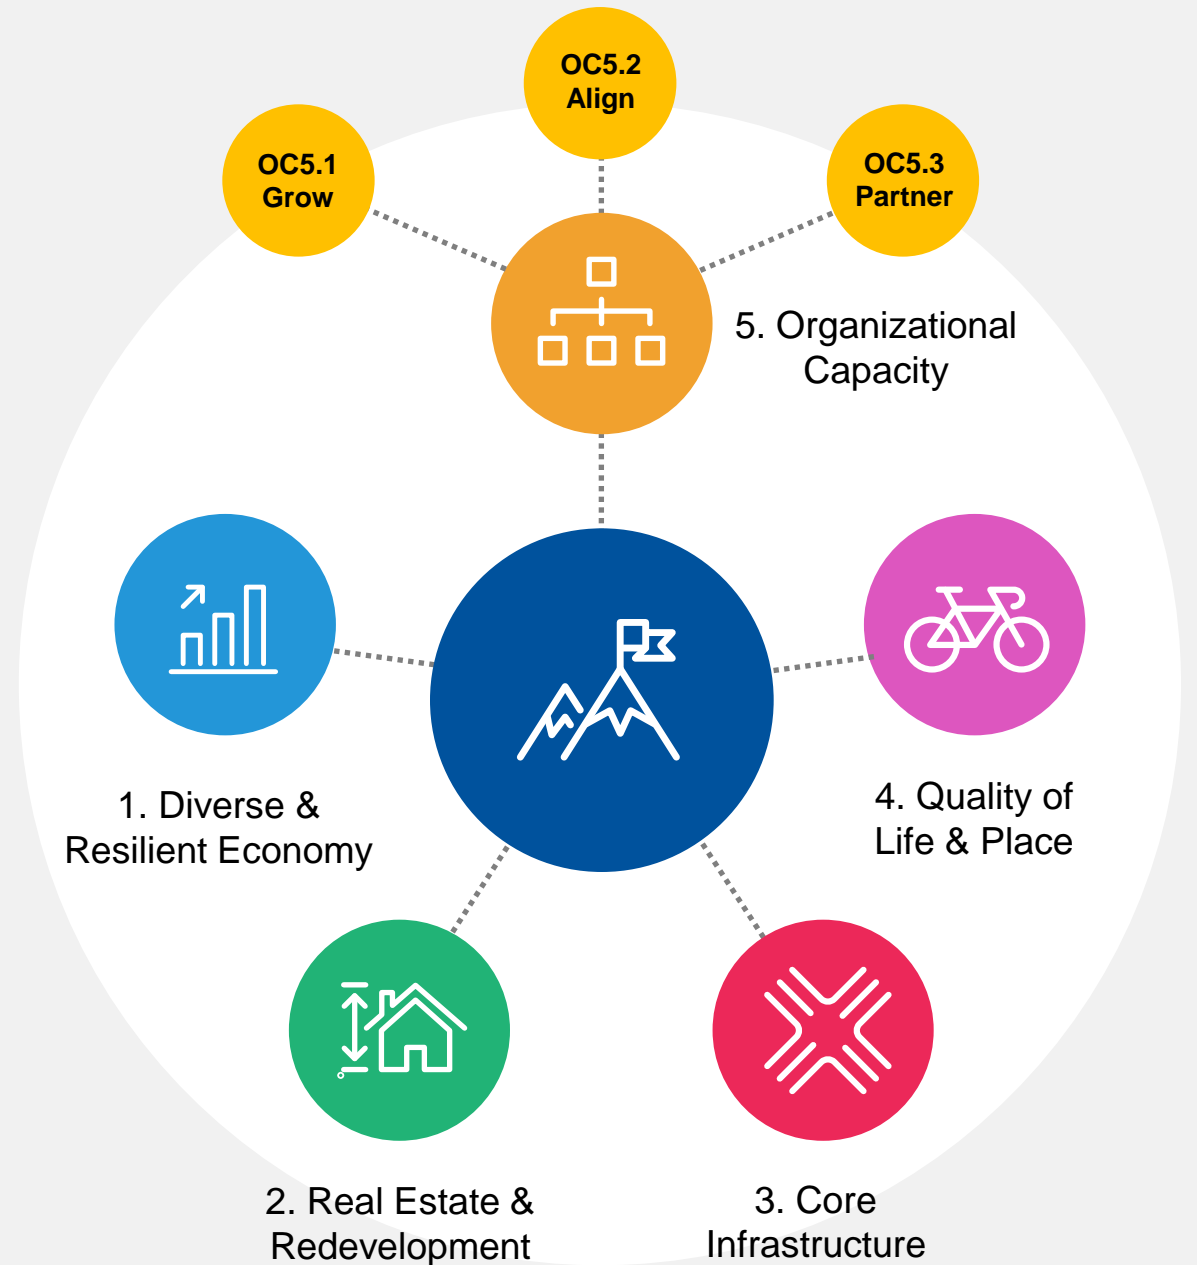 OC5.2
Align
OC5.1
Grow
OC5.3
Partner
5. Organizational
Capacity
1. Diverse &
Resilient Economy
4. Quality of
Life & Place
2. Real Estate &
Redevelopment
3. Core
Infrastructure